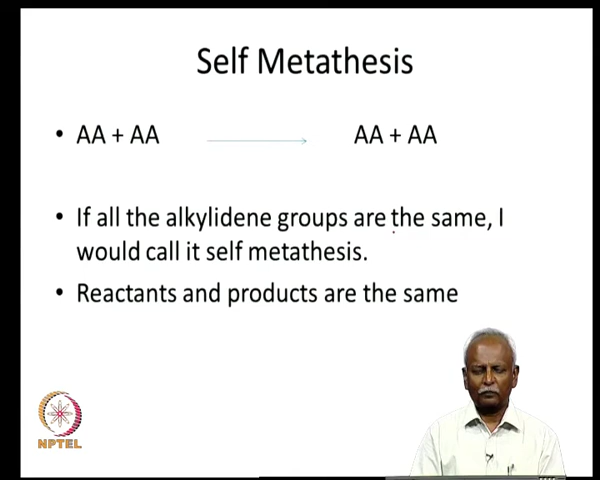 Self Metathesis
• AA + AA → AA + AA
• If all the alkylidene groups are the same, I
would call it self metathesis.
• Reactants and products are the same
NPTEL